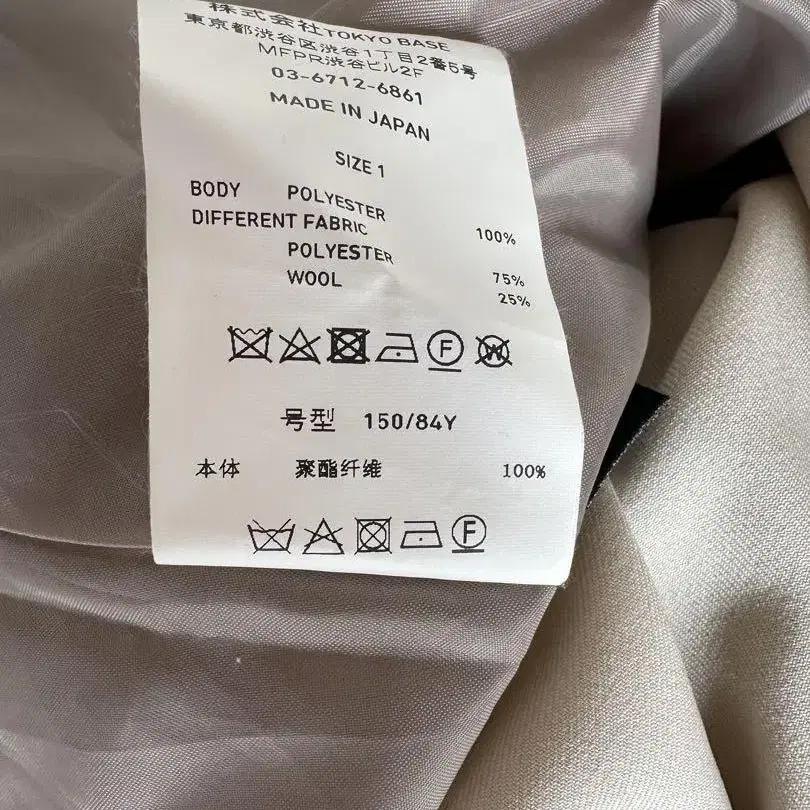 株式会社TOKYO BASE
東京都渋谷区渋谷1丁目2番5号
MFPR渋谷ビル2F
03-6712-6861
MADE IN JAPAN
SIZE 1
BODY POLYESTER 100%
DIFFERENT FABRIC
POLYESTER 75%
WOOL 25%
F W
号型 150/84Y
本体 聚酯纤维 100%
F